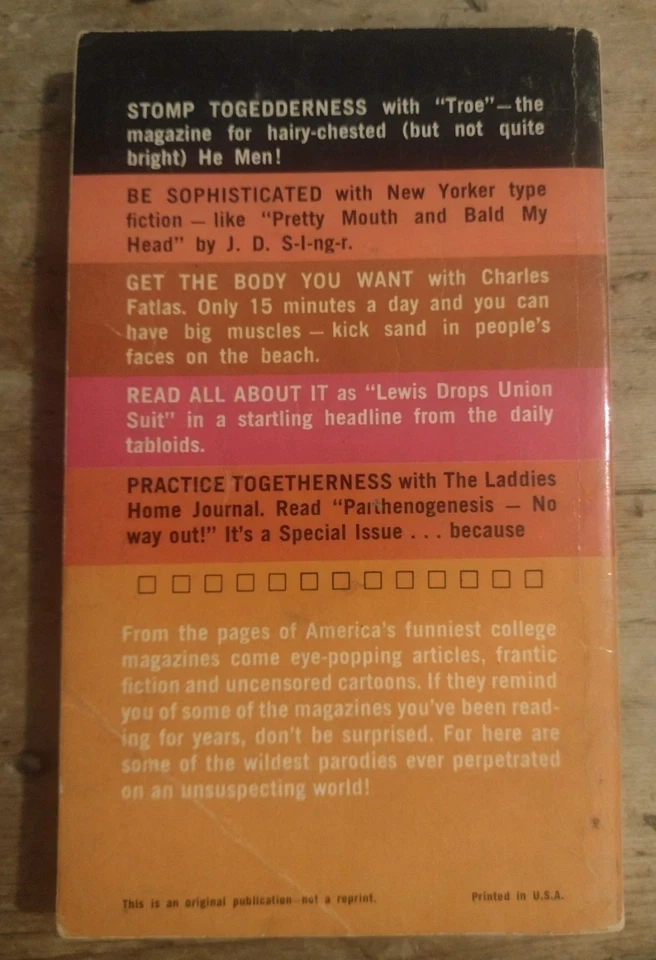 STOMP TOGEDDERNESS with "Troe"—the
magazine for hairy-chested (but not quite
bright) He Men!
BE SOPHISTICATED with New Yorker type
fiction — like "Pretty Mouth and Bald My
Head" by J. D. S-l-ng-r.
GET THE BODY YOU WANT with Charles
Fatlas. Only 15 minutes a day and you can
have big muscles — kick sand in people's
faces on the beach.
READ ALL ABOUT IT as "Lewis Drops Union
Suit" in a startling headline from the daily
tabloids.
PRACTICE TOGETHERNESS with The Laddies
Home Journal. Read "Parthenogenesis — No
way out!" It's a Special Issue . . . because
From the pages of America's funniest college
magazines come eye-popping articles, frantic
fiction and uncensored cartoons. If they remind
you of some of the magazines you've been read-
ing for years, don't be surprised. For here are
some of the wildest parodies ever perpetrated
on an unsuspecting world!
This is an original publication—not a reprint.
Printed in U.S.A.